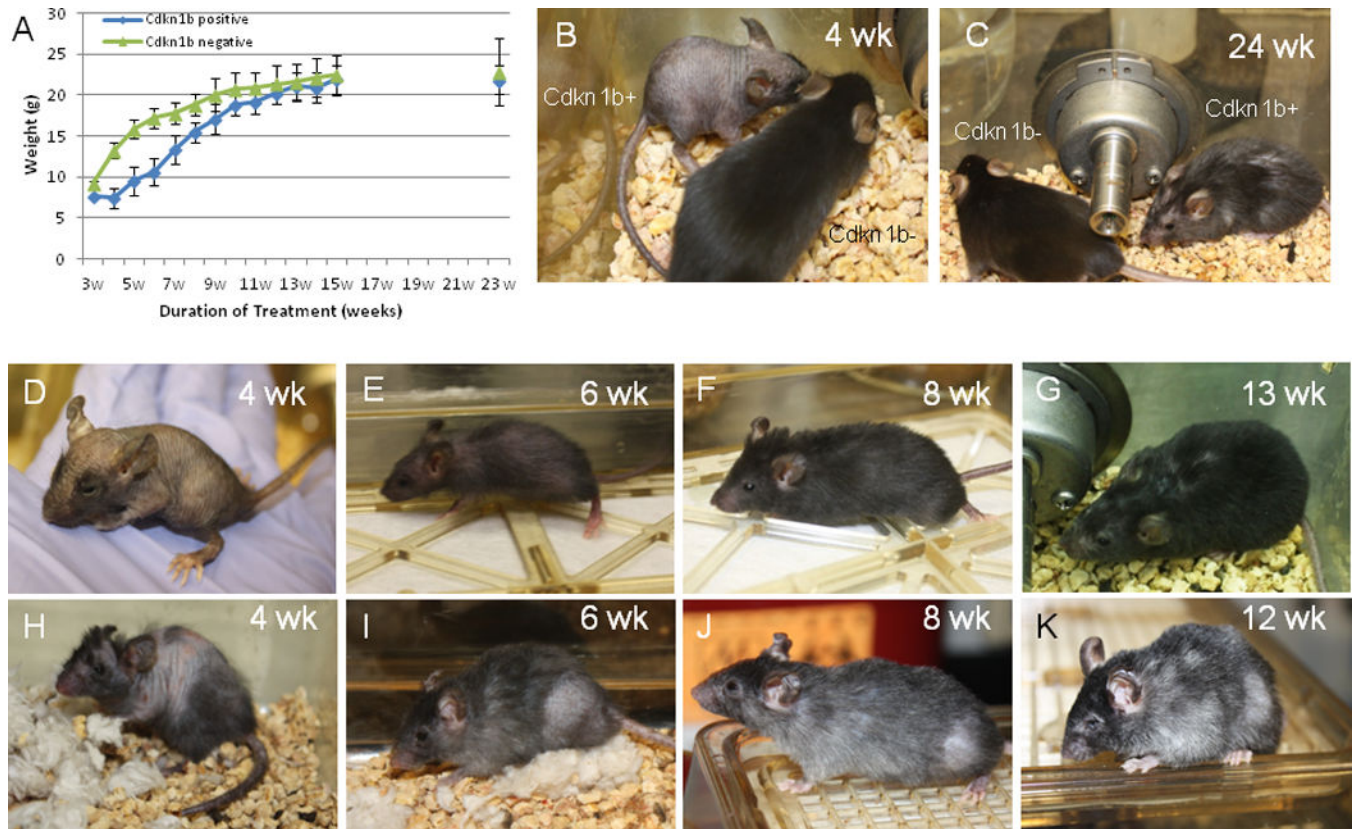 A
Cdkn1b positive
Cdkn1b negative
Weight (g)
35
30
25
20
15
10
5
0
3w 5w 7w 9w 11w 13w 15w 17w 19w 21w 23 w
Duration of Treatment (weeks)
B
4 wk
Cdkn 1b+
Cdkn 1b-
C
24 wk
Cdkn 1b-
Cdkn 1b+
D
4 wk
E
6 wk
F
8 wk
G
13 wk
H
4 wk
I
6 wk
J
8 wk
K
12 wk